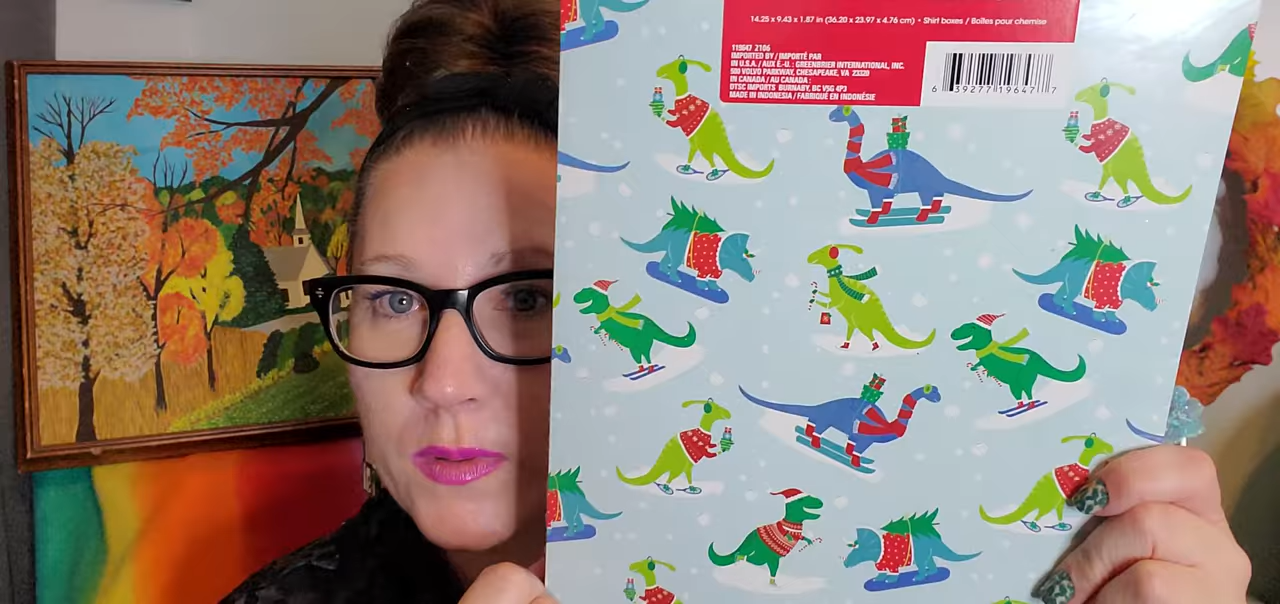 14.25 x 9.43 x 1.87 in (36.20 x 23.97 x 4.76 cm) • Shirt boxes / Boîtes pour chemise
119647 2106
IMPORTED BY / IMPORTÉ PAR
IN U.S.A. / AUX É.-U. : GREENBRIER INTERNATIONAL, INC.
500 VOLVO PARKWAY, CHESAPEAKE, VA 23320
IN CANADA / AU CANADA :
DTSC IMPORTS BURNABY, BC V5G 4P3
MADE IN INDONESIA / FABRIQUÉ EN INDONÉSIE
6 39277 19647 7